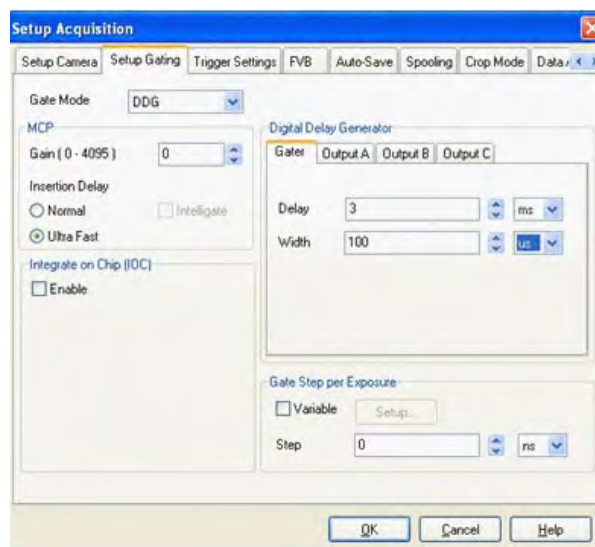 Setup Acquisition
Setup Camera Setup Gating Trigger Settings FVB Auto-Save Spooling Crop Mode Data
Gate Mode DDG
MCP
Gain ( 0 - 4095 ) 0
Insertion Delay
Normal Intelligate
Ultra Fast
Integrate on Chip (IOC)
Enable
Digital Delay Generator
Gater Output A Output B Output C
Delay 3 ms
Width 100 us
Gate Step per Exposure
Variable Setup...
Step 0 ns
OK Cancel Help